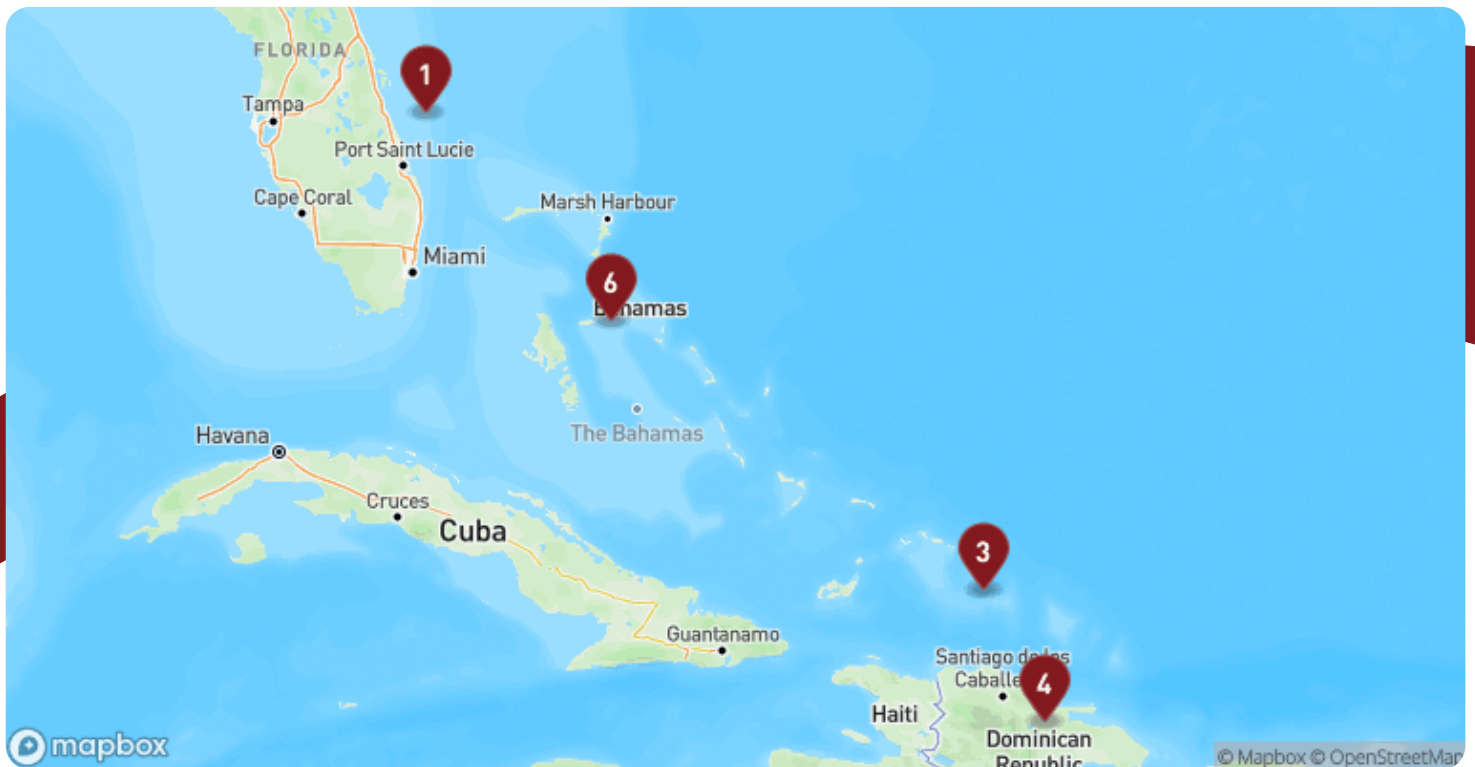 FLORIDA
1
Tampa
Port Saint Lucie
Cape Coral
Marsh Harbour
Miami
6
Bahamas
The Bahamas
Havana
Cruces
Cuba
3
Guantanamo
Santiago de los
Caballe
4
Haiti
Dominican
Republic
mapbox
© Mapbox © OpenStreetMap